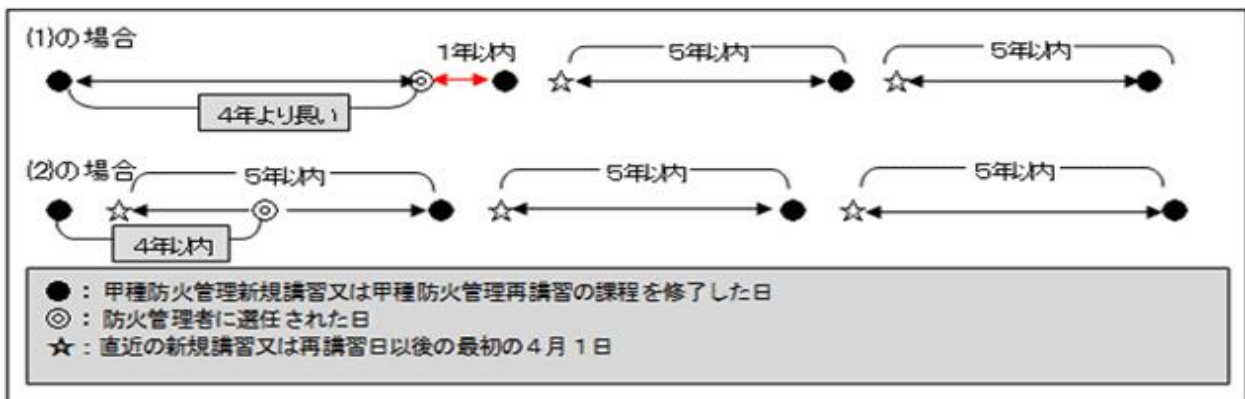 (1)の場合
1年以内
5年以内
5年以内
4年より長い
(2)の場合
5年以内
5年以内
5年以内
4年以内
● : 甲種防火管理新規講習又は甲種防火管理再講習の課程を修了した日
◎ : 防火管理者に選任された日
☆ : 直近の新規講習又は再講習日以後の最初の4月1日